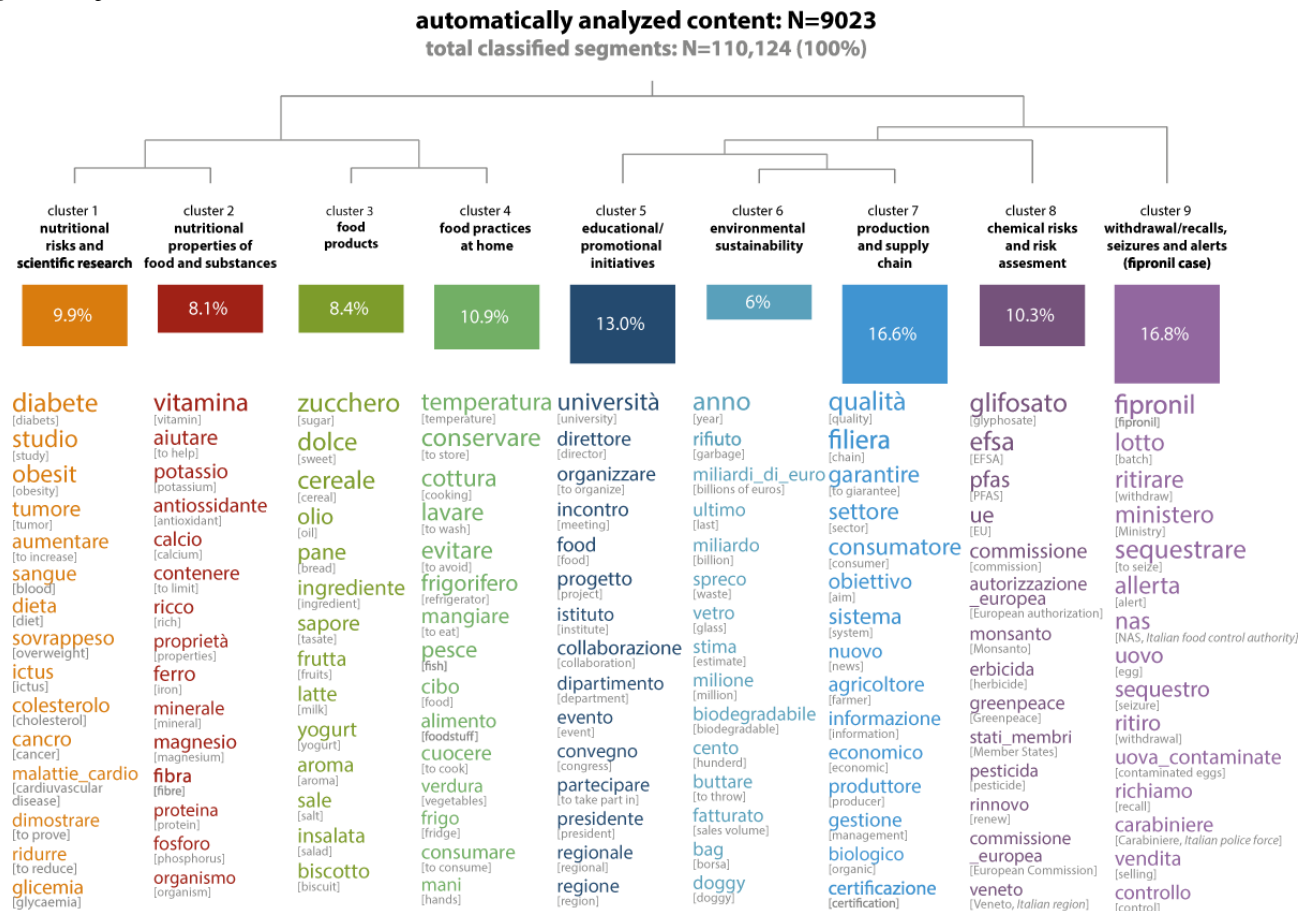 automatically analyzed content: N=9023
total classified segments: N=110,124 (100%)
cluster 1
nutritional
risks and
scientific research
9.9%
diabete
[diabets]
studio
[study]
obesit
[obesity]
tumore
[tumor]
aumentare
[to increase]
sangue
[blood]
dieta
[diet]
sovrappeso
[overweight]
ictus
[ictus]
colesterolo
[cholesterol]
cancro
[cancer]
malattie_cardio
[cardiuvascular
disease]
dimostrare
[to prove]
ridurre
[to reduce]
glicemia
[glycaemia]
cluster 2
nutritional
properties of
food and substances
8.1%
vitamina
[vitamin]
aiutare
[to help]
potassio
[potassium]
antiossidante
[antioxidant]
calcio
[calcium]
contenere
[to limit]
ricco
[rich]
proprietà
[properties]
ferro
[iron]
minerale
[mineral]
magnesio
[magnesium]
fibra
[fibre]
proteina
[protein]
fosforo
[phosphorus]
organismo
[organism]
cluster 3
food
products
8.4%
zucchero
[sugar]
dolce
[sweet]
cereale
[cereal]
olio
[oil]
pane
[bread]
ingrediente
[ingredient]
sapore
[tasate]
frutta
[fruits]
latte
[milk]
yogurt
[yogurt]
aroma
[aroma]
sale
[salt]
insalata
[salad]
biscotto
[biscuit]
cluster 4
food practices
at home
10.9%
temperatura
[temperature]
conservare
[to store]
cottura
[cooking]
lavare
[to wash]
evitare
[to avoid]
frigorifero
[refrigerator]
mangiare
[to eat]
pesce
[fish]
cibo
[food]
alimento
[foodstuff]
cuocere
[to cook]
verdura
[vegetables]
frigo
[fridge]
consumare
[to consume]
mani
[hands]
cluster 5
educational/
promotional
initiatives
13.0%
università
[university]
direttore
[director]
organizzare
[to organize]
incontro
[meeting]
food
[food]
progetto
[project]
istituto
[institute]
collaborazione
[collaboration]
dipartimento
[department]
evento
[event]
convegno
[congress]
partecipare
[to take part in]
presidente
[president]
regionale
[regional]
regione
[region]
cluster 6
environmental
sustainability
6%
anno
[year]
rifiuto
[garbage]
miliardi_di_euro
[billions of euros]
ultimo
[last]
miliardo
[billion]
spreco
[waste]
vetro
[glass]
stima
[estimate]
milione
[million]
biodegradabile
[biodegradable]
cento
[hunderd]
buttare
[to throw]
fatturato
[sales volume]
bag
[borsa]
doggy
[doggy]
cluster 7
production
and supply
chain
16.6%
qualità
[quality]
filiera
[chain]
garantire
[to giarantee]
settore
[sector]
consumatore
[consumer]
obiettivo
[aim]
sistema
[system]
nuovo
[news]
agricoltore
[farmer]
informazione
[information]
economico
[economic]
produttore
[producer]
gestione
[management]
biologico
[organic]
certificazione
[certification]
cluster 8
chemical risks
and risk
assesment
10.3%
glifosato
[glyphosate]
efsa
[EFSA]
pfas
[PFAS]
ue
[EU]
commissione
[commission]
autorizzazione
_europea
[European authorization]
monsanto
[Monsanto]
erbicida
[herbicide]
greenpeace
[Greenpeace]
stati_membri
[Member States]
pesticida
[pesticide]
rinnovo
[renew]
commissione
_europea
[European Commission]
veneto
[Veneto, Italian region]
cluster 9
withdrawal/recalls,
seizures and alerts
(fipronil case)
16.8%
fipronil
[fipronil]
lotto
[batch]
ritirare
[withdraw]
ministero
[Ministry]
sequestrare
[to seize]
allerta
[alert]
nas
[NAS, Italian food control authority]
uovo
[egg]
sequestro
[seizure]
ritiro
[withdrawal]
uova_contaminate
[contaminated eggs]
richiamo
[recall]
carabiniere
[Carabiniere, Italian police force]
vendita
[selling]
controllo
[control]